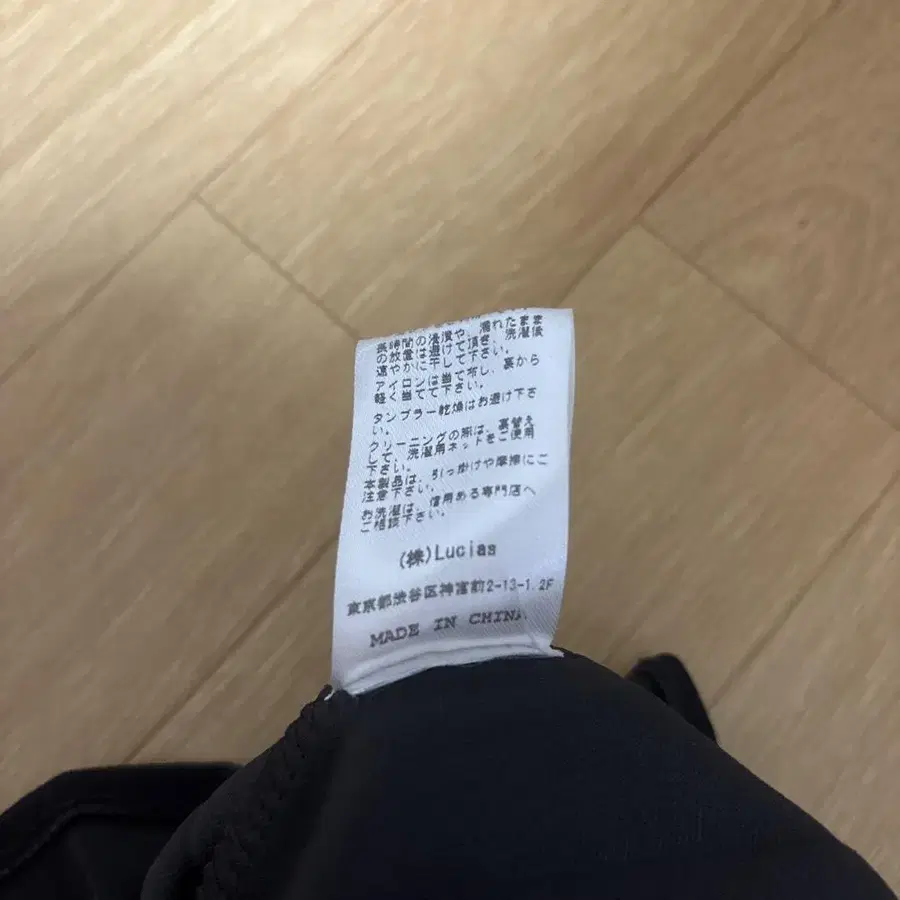 長時間の浸漬や、濡れたまま
の放置は避けて頂き、洗濯後
速やかに干して下さい。
アイロンは当て布し、裏から
軽く当てて下さい。
タンブラー乾燥はお避け下さ
い。
クリーニングの際は、裏替え
して、洗濯用ネットをご使用
下さい。
本製品は、引っ掛けや摩擦にご
注意下さい。
お洗濯は、信用ある専門店へ
ご相談下さい。
(株)Lucias
東京都渋谷区神宮前2-13-1.2F
MADE IN CHINA